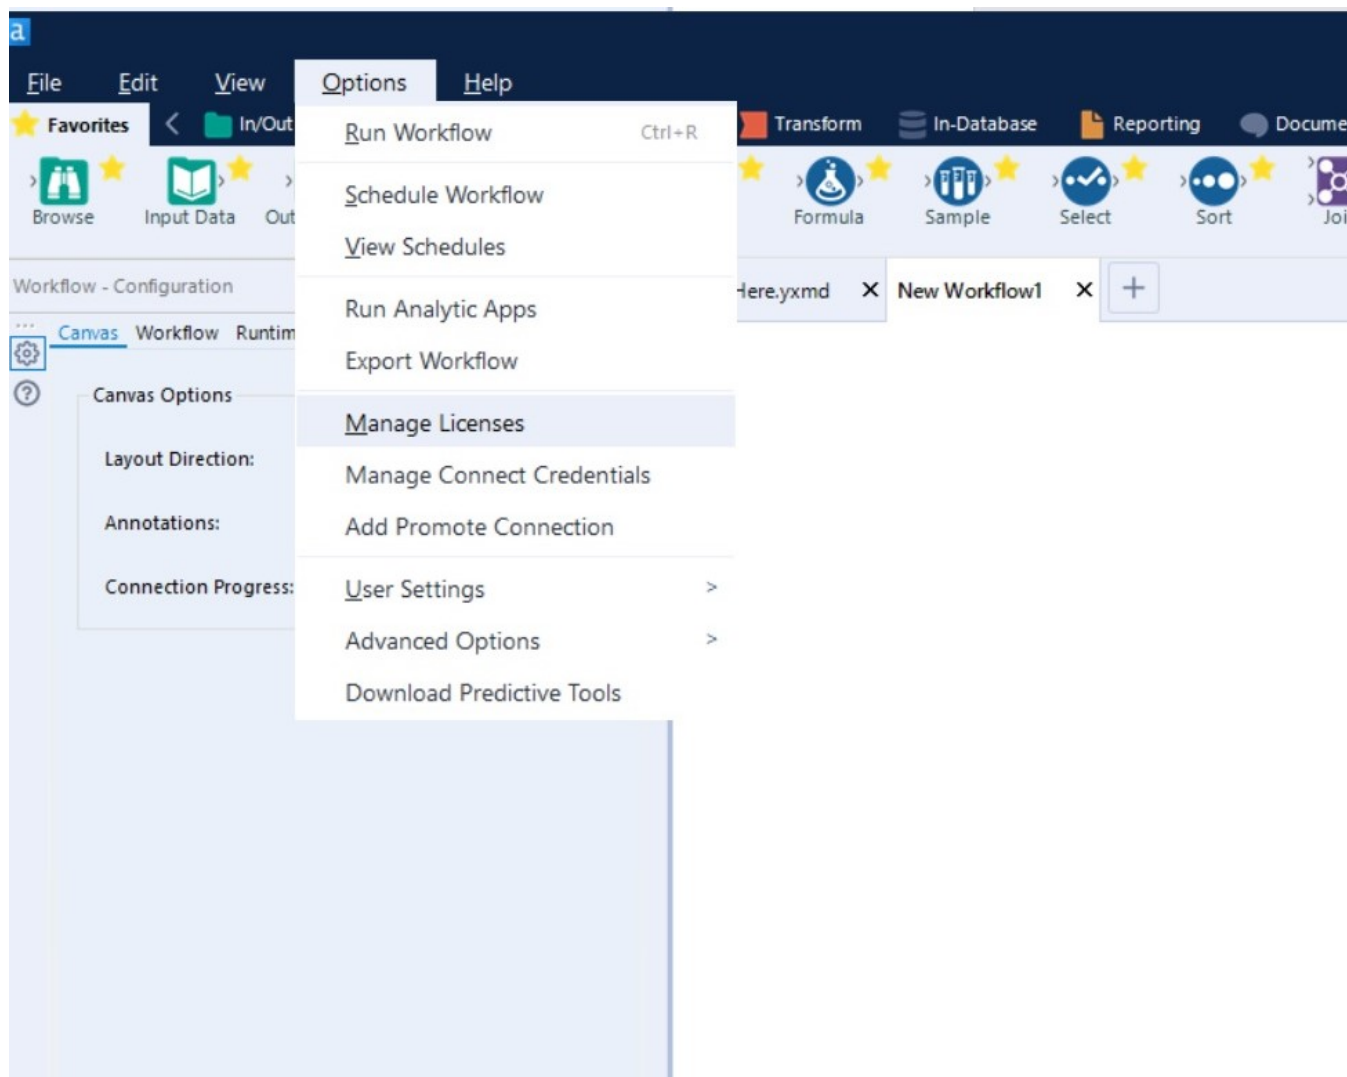 a
File Edit View Options Help
Favorites < In/Out Transform In-Database Reporting
Browse Input Data Formula Sample Select Sort
Workflow - Configuration
Here.yxmd X New Workflow1 X +
Canvas Workflow
Canvas Options
Layout Direction:
Annotations:
Connection Progress:
Run Workflow Ctrl+R
Schedule Workflow
View Schedules
Run Analytic Apps
Export Workflow
Manage Licenses
Manage Connect Credentials
Add Promote Connection
User Settings >
Advanced Options >
Download Predictive Tools